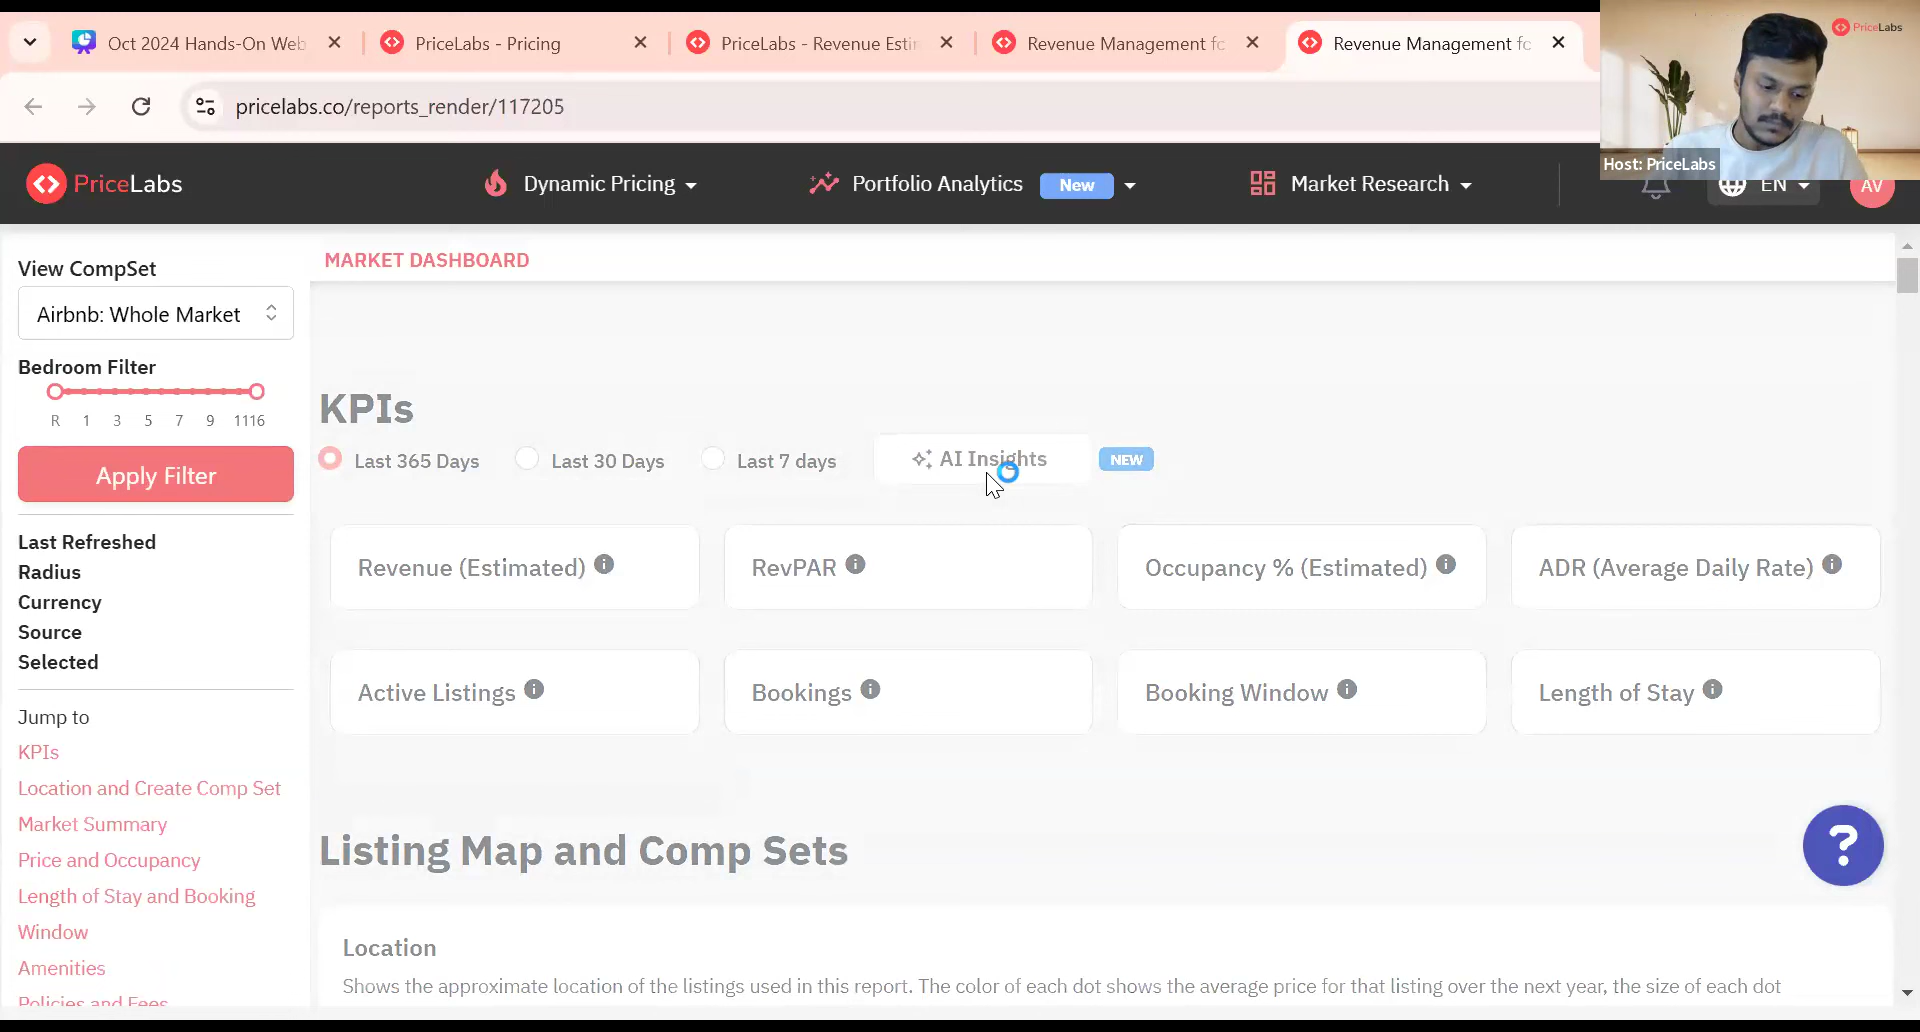 Oct 2024 Hands-On Web
PriceLabs - Pricing
PriceLabs - Revenue Estin
Revenue Management fc
Revenue Management fc
PriceLabs
pricelabs.co/reports_render/117205
Host: PriceLabs
PriceLabs
Dynamic Pricing
Portfolio Analytics
New
Market Research
EN
AV
View CompSet
Airbnb: Whole Market
Bedroom Filter
R 1 3 5 7 9 1116
Apply Filter
Last Refreshed
Radius
Currency
Source
Selected
Jump to
KPIs
Location and Create Comp Set
Market Summary
Price and Occupancy
Length of Stay and Booking
Window
Amenities
Policies and Fees
MARKET DASHBOARD
KPIs
Last 365 Days
Last 30 Days
Last 7 days
AI Insights
NEW
Revenue (Estimated)
RevPAR
Occupancy % (Estimated)
ADR (Average Daily Rate)
Active Listings
Bookings
Booking Window
Length of Stay
Listing Map and Comp Sets
Location
Shows the approximate location of the listings used in this report. The color of each dot shows the average price for that listing over the next year, the size of each dot